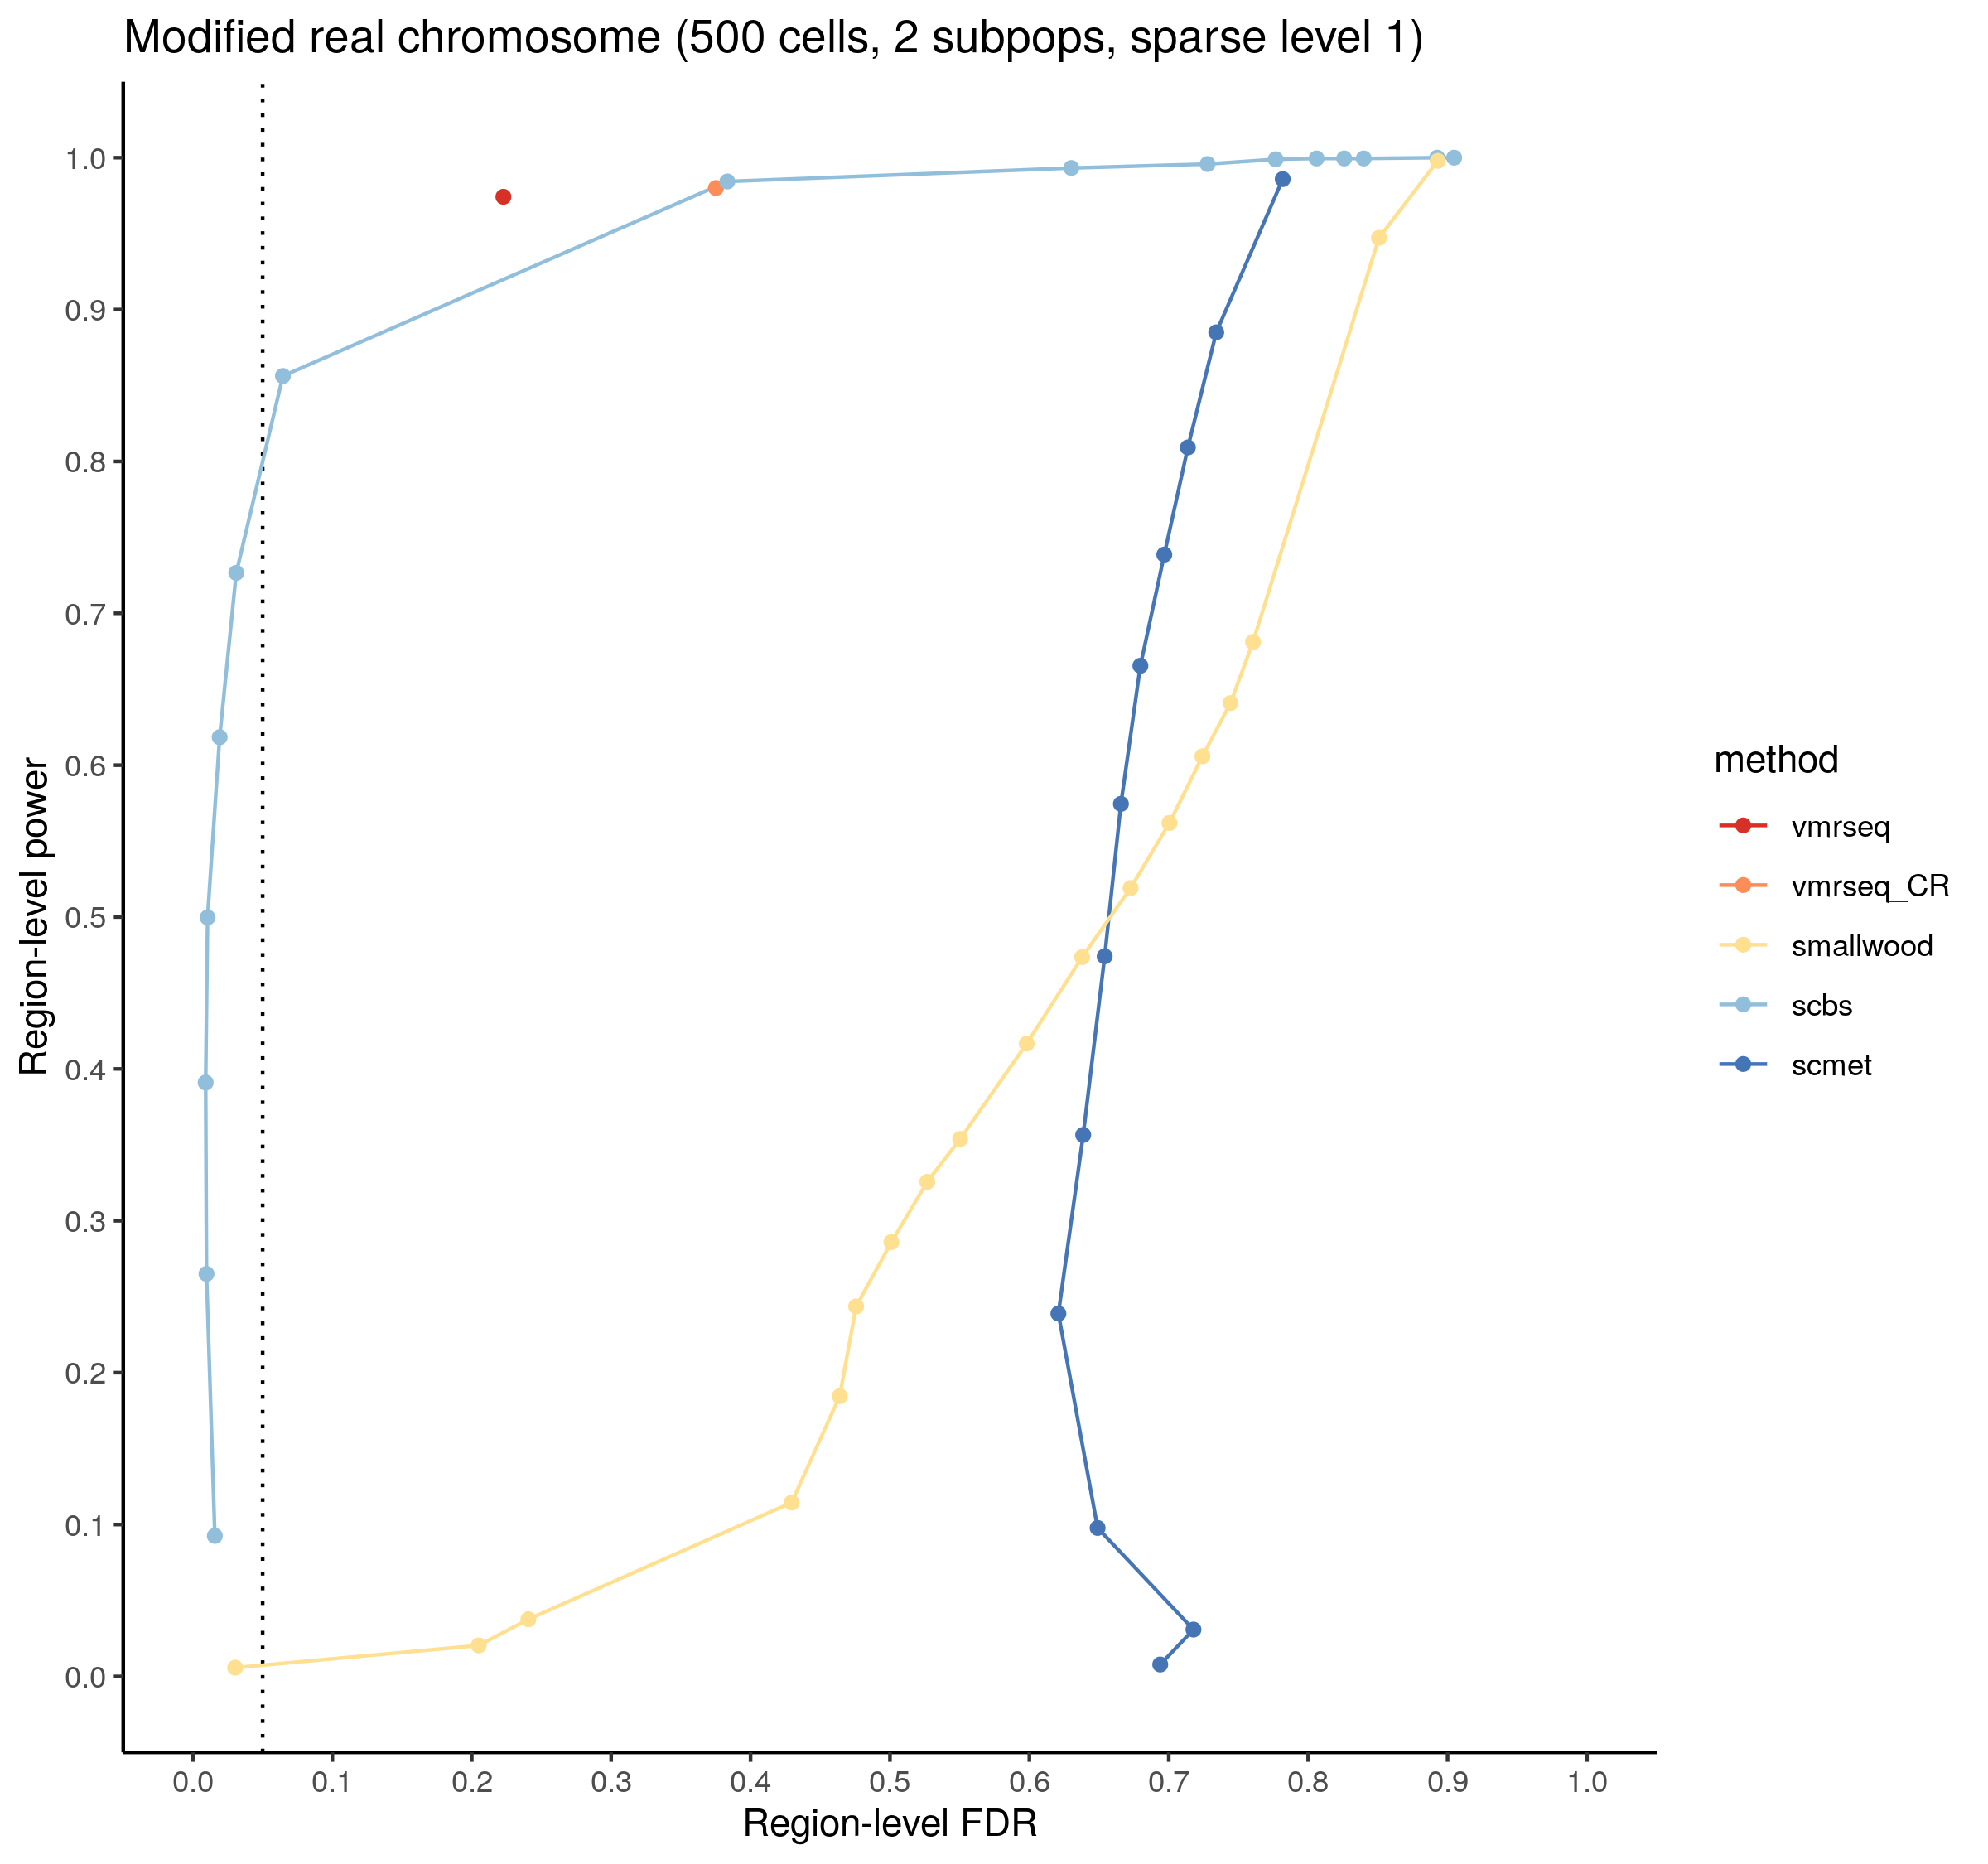 Modified real chromosome (500 cells, 2 subpops, sparse level 1)
Region-level power
1.0
0.9
0.8
0.7
0.6
0.5
0.4
0.3
0.2
0.1
0.0
0.0 0.1 0.2 0.3 0.4 0.5 0.6 0.7 0.8 0.9 1.0
Region-level FDR
method
vmrseq
vmrseq_CR
smallwood
scbs
scmet